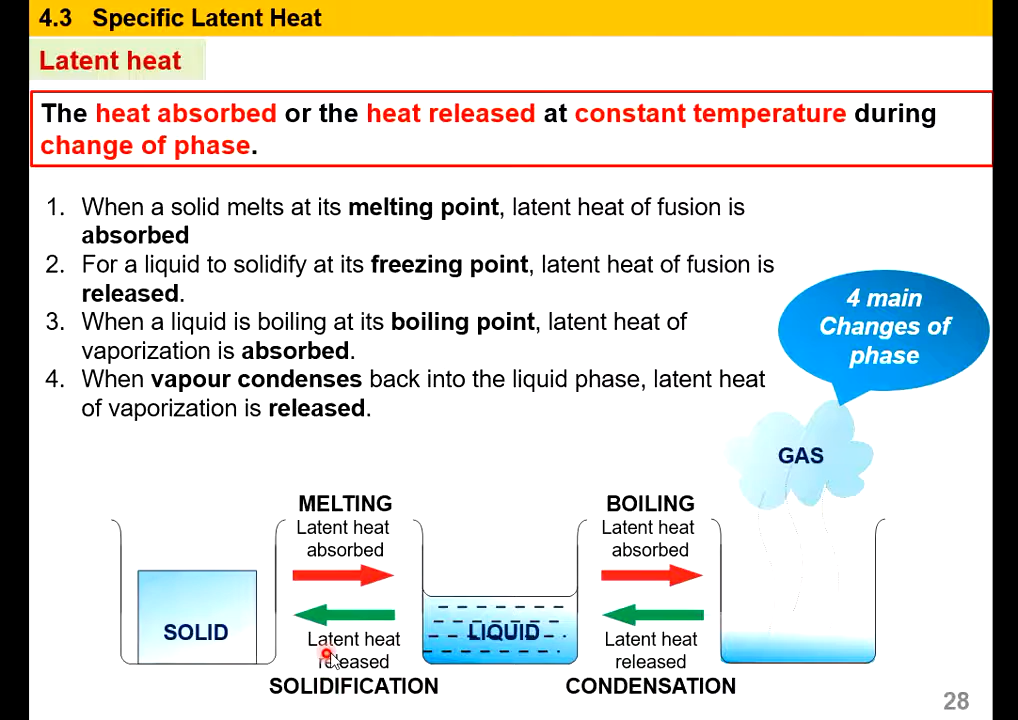 4.3 Specific Latent Heat
Latent heat
The heat absorbed or the heat released at constant temperature during
change of phase.
1. When a solid melts at its melting point, latent heat of fusion is
absorbed
2. For a liquid to solidify at its freezing point, latent heat of fusion is
released.
3. When a liquid is boiling at its boiling point, latent heat of
vaporization is absorbed.
4. When vapour condenses back into the liquid phase, latent heat
of vaporization is released.
4 main
Changes of
phase
GAS
MELTING
Latent heat
absorbed
BOILING
Latent heat
absorbed
SOLID
LIQUID
Latent heat
released
SOLIDIFICATION
Latent heat
released
CONDENSATION
28